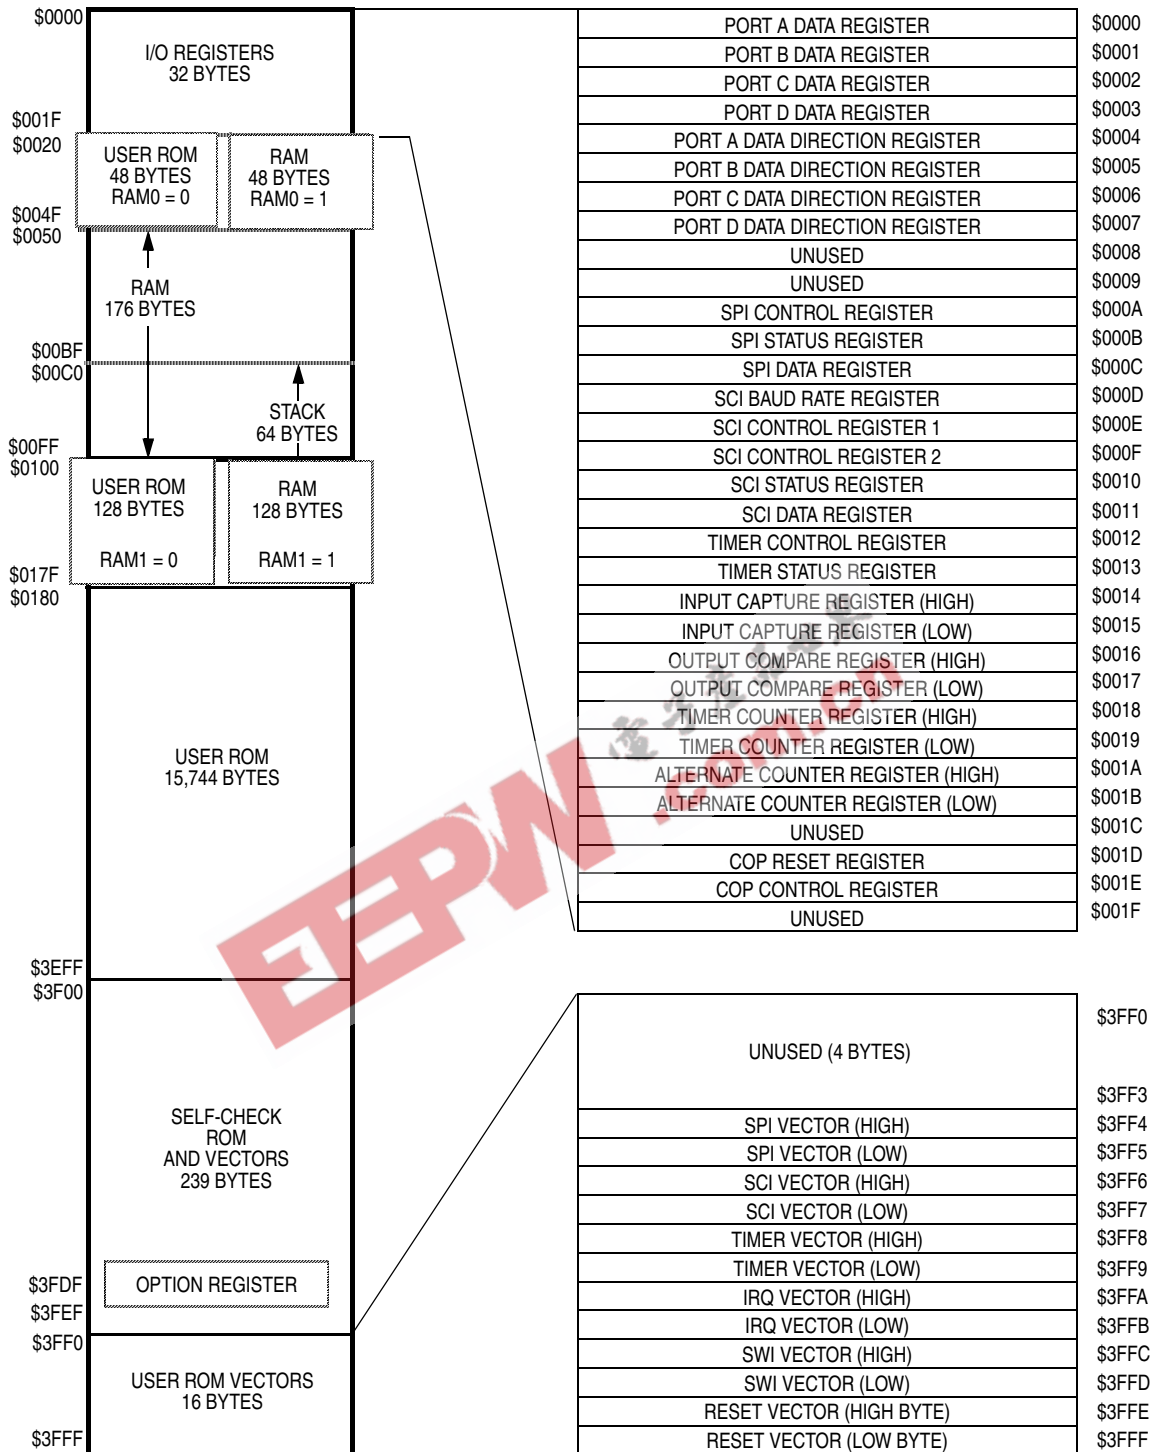 $0000
I/O REGISTERS
32 BYTES
$001F
$0020
USER ROM
48 BYTES
RAM0 = 0
RAM
48 BYTES
RAM0 = 1
$004F
$0050
RAM
176 BYTES
$00BF
$00C0
STACK
64 BYTES
$00FF
$0100
USER ROM
128 BYTES
RAM1 = 0
RAM
128 BYTES
RAM1 = 1
$017F
$0180
USER ROM
15,744 BYTES
$3EFF
$3F00
SELF-CHECK
ROM
AND VECTORS
239 BYTES
OPTION REGISTER
$3FDF
$3FEF
$3FF0
USER ROM VECTORS
16 BYTES
$3FFF
PORT A DATA REGISTER $0000
PORT B DATA REGISTER $0001
PORT C DATA REGISTER $0002
PORT D DATA REGISTER $0003
PORT A DATA DIRECTION REGISTER $0004
PORT B DATA DIRECTION REGISTER $0005
PORT C DATA DIRECTION REGISTER $0006
PORT D DATA DIRECTION REGISTER $0007
UNUSED $0008
UNUSED $0009
SPI CONTROL REGISTER $000A
SPI STATUS REGISTER $000B
SPI DATA REGISTER $000C
SCI BAUD RATE REGISTER $000D
SCI CONTROL REGISTER 1 $000E
SCI CONTROL REGISTER 2 $000F
SCI STATUS REGISTER $0010
SCI DATA REGISTER $0011
TIMER CONTROL REGISTER $0012
TIMER STATUS REGISTER $0013
INPUT CAPTURE REGISTER (HIGH) $0014
INPUT CAPTURE REGISTER (LOW) $0015
OUTPUT COMPARE REGISTER (HIGH) $0016
OUTPUT COMPARE REGISTER (LOW) $0017
TIMER COUNTER REGISTER (HIGH) $0018
TIMER COUNTER REGISTER (LOW) $0019
ALTERNATE COUNTER REGISTER (HIGH) $001A
ALTERNATE COUNTER REGISTER (LOW) $001B
UNUSED $001C
COP RESET REGISTER $001D
COP CONTROL REGISTER $001E
UNUSED $001F
$3FF0
UNUSED (4 BYTES)
$3FF3
SPI VECTOR (HIGH) $3FF4
SPI VECTOR (LOW) $3FF5
SCI VECTOR (HIGH) $3FF6
SCI VECTOR (LOW) $3FF7
TIMER VECTOR (HIGH) $3FF8
TIMER VECTOR (LOW) $3FF9
IRQ VECTOR (HIGH) $3FFA
IRQ VECTOR (LOW) $3FFB
SWI VECTOR (HIGH) $3FFC
SWI VECTOR (LOW) $3FFD
RESET VECTOR (HIGH BYTE) $3FFE
RESET VECTOR (LOW BYTE) $3FFF
EEPW.com.cn
電子產品世界